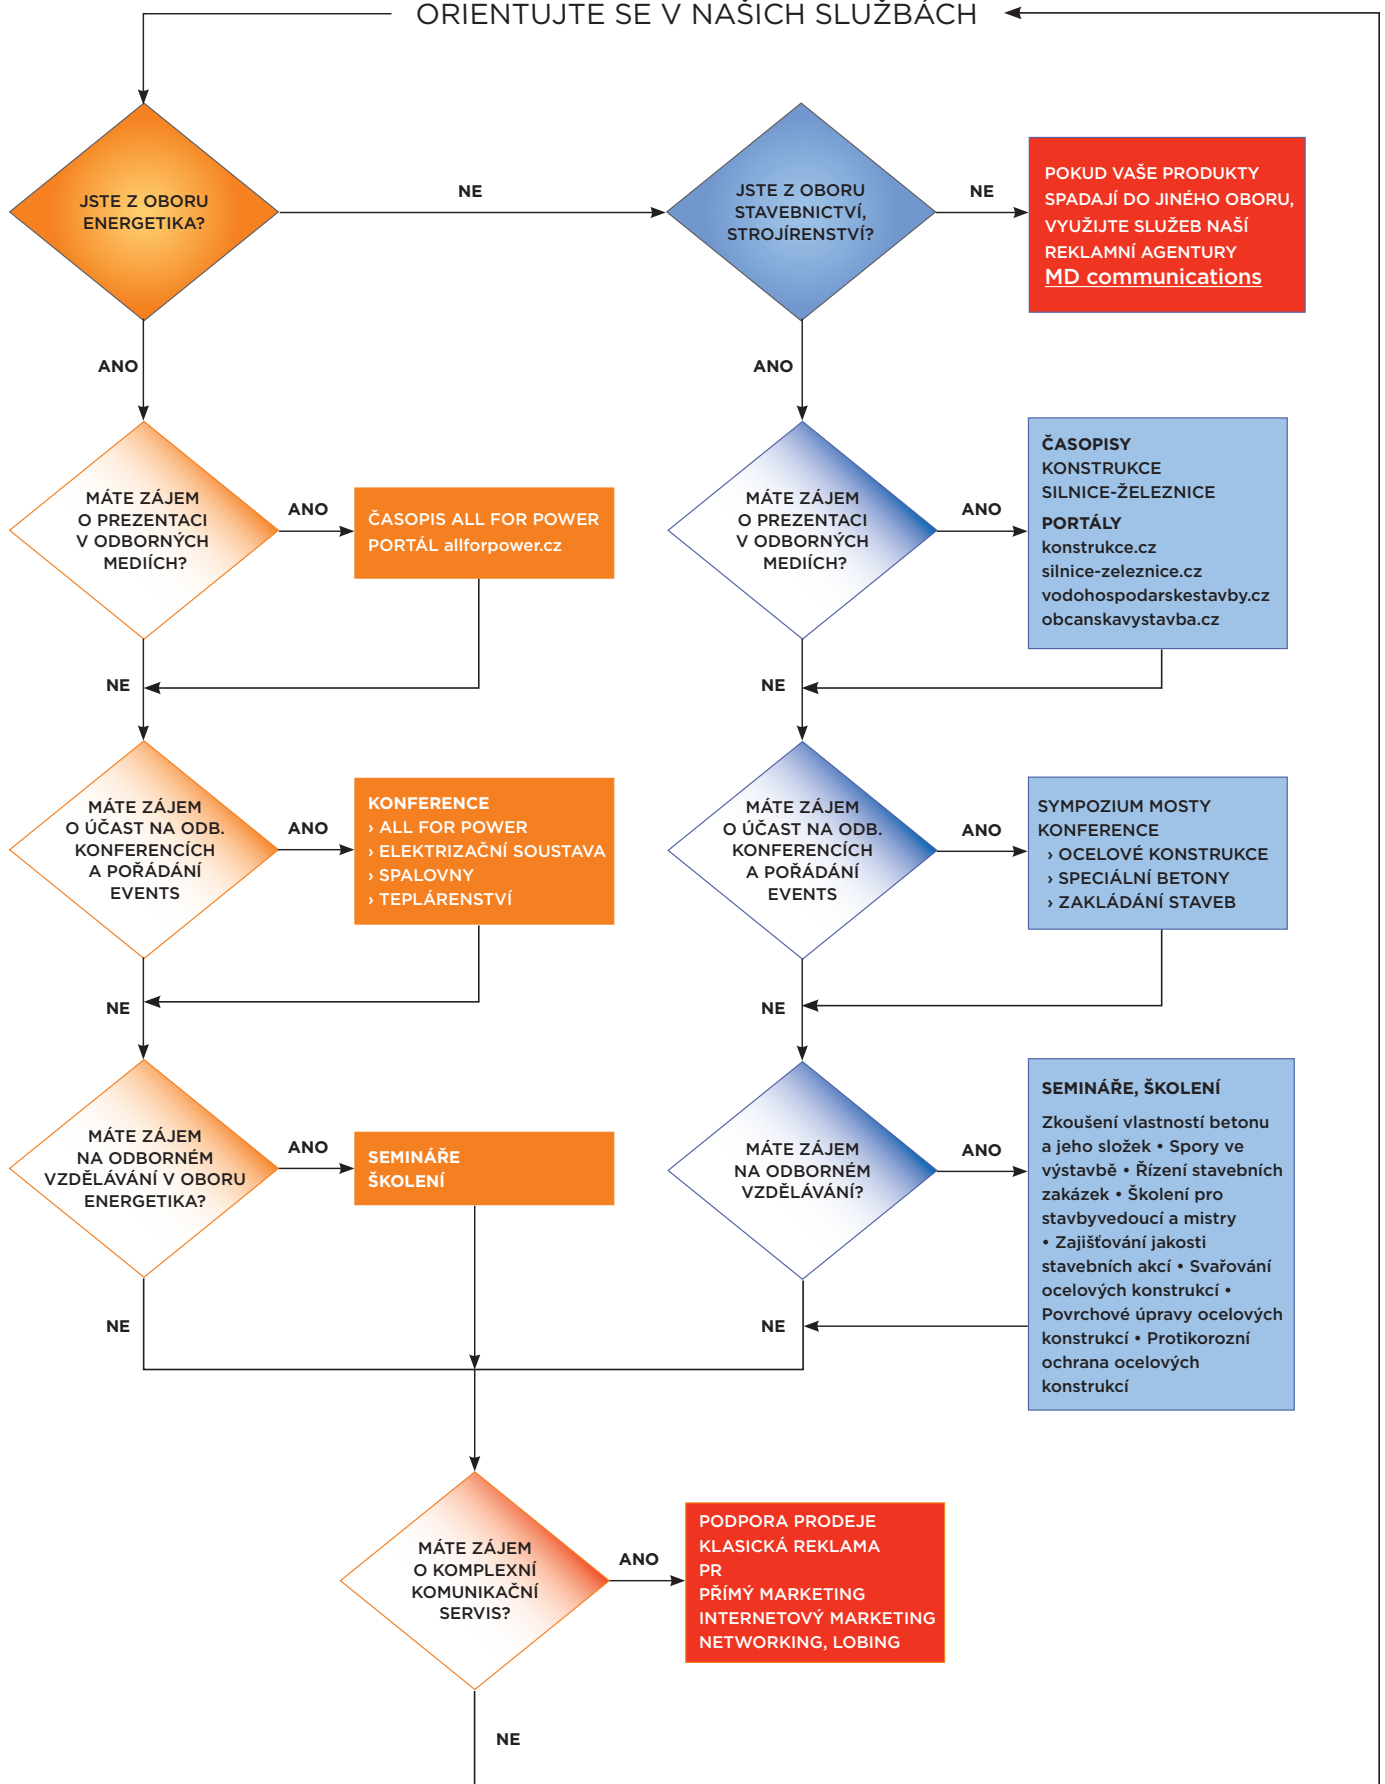 ORIENTUJTE SE V NAŠICH SLUŽBÁCH
JSTE Z OBORU
ENERGETIKA?
NE
JSTE Z OBORU
STAVEBNICTVÍ,
STROJÍRENSTVÍ?
NE
POKUD VAŠE PRODUKTY
SPADAJÍ DO JINÉHO OBORU,
VYUŽIJTE SLUŽEB NAŠÍ
REKLAMNÍ AGENTURY
MD communications
ANO
ANO
MÁTE ZÁJEM
O PREZENTACI
V ODBORNÝCH
MEDIÍCH?
ANO
ČASOPIS ALL FOR POWER
PORTÁL allforpower.cz
MÁTE ZÁJEM
O PREZENTACI
V ODBORNÝCH
MEDIÍCH?
ANO
ČASOPISY
KONSTRUKCE
SILNICE-ŽELEZNICE
PORTÁLY
konstrukce.cz
silnice-zeleznice.cz
vodohospodarskestavby.cz
obcanskavystavba.cz
NE
NE
MÁTE ZÁJEM
O ÚČAST NA ODB.
KONFERENCÍCH
A POŘÁDÁNÍ
EVENTS
ANO
KONFERENCE
› ALL FOR POWER
› ELEKTRIZAČNÍ SOUSTAVA
› SPALOVNY
› TEPLÁRENSTVÍ
MÁTE ZÁJEM
O ÚČAST NA ODB.
KONFERENCÍCH
A POŘÁDÁNÍ
EVENTS
ANO
SYMPOZIUM MOSTY
KONFERENCE
› OCELOVÉ KONSTRUKCE
› SPECIÁLNÍ BETONY
› ZAKLÁDÁNÍ STAVEB
NE
NE
MÁTE ZÁJEM
NA ODBORNÉM
VZDĚLÁVÁNÍ V OBORU
ENERGETIKA?
ANO
SEMINÁŘE
ŠKOLENÍ
MÁTE ZÁJEM
NA ODBORNÉM
VZDĚLÁVÁNÍ?
ANO
SEMINÁŘE, ŠKOLENÍ
Zkoušení vlastností betonu
a jeho složek • Spory ve
výstavbě • Řízení stavebních
zakázek • Školení pro
stavbyvedoucí a mistry
• Zajišťování jakosti
stavebních akcí • Svařování
ocelových konstrukcí •
Povrchové úpravy ocelových
konstrukcí • Protikorozní
ochrana ocelových
konstrukcí
NE
NE
MÁTE ZÁJEM
O KOMPLEXNÍ
KOMUNIKAČNÍ
SERVIS?
ANO
PODPORA PRODEJE
KLASICKÁ REKLAMA
PR
PŘÍMÝ MARKETING
INTERNETOVÝ MARKETING
NETWORKING, LOBING
NE